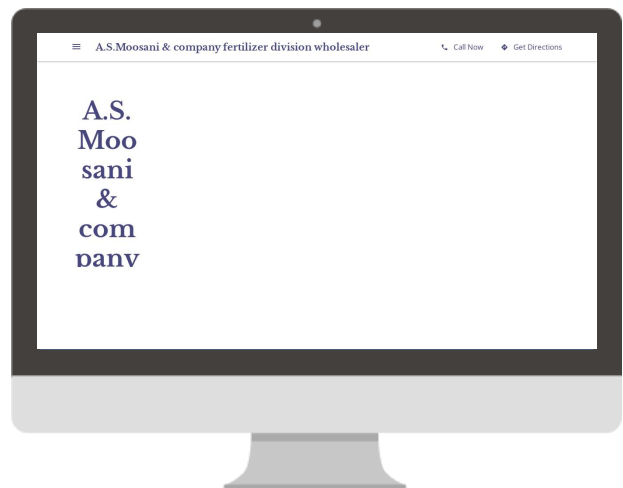 A.S.Moosani & company fertilizer division wholesaler
Call Now
Get Directions
A.S.
Moo
sani
&
com
pany